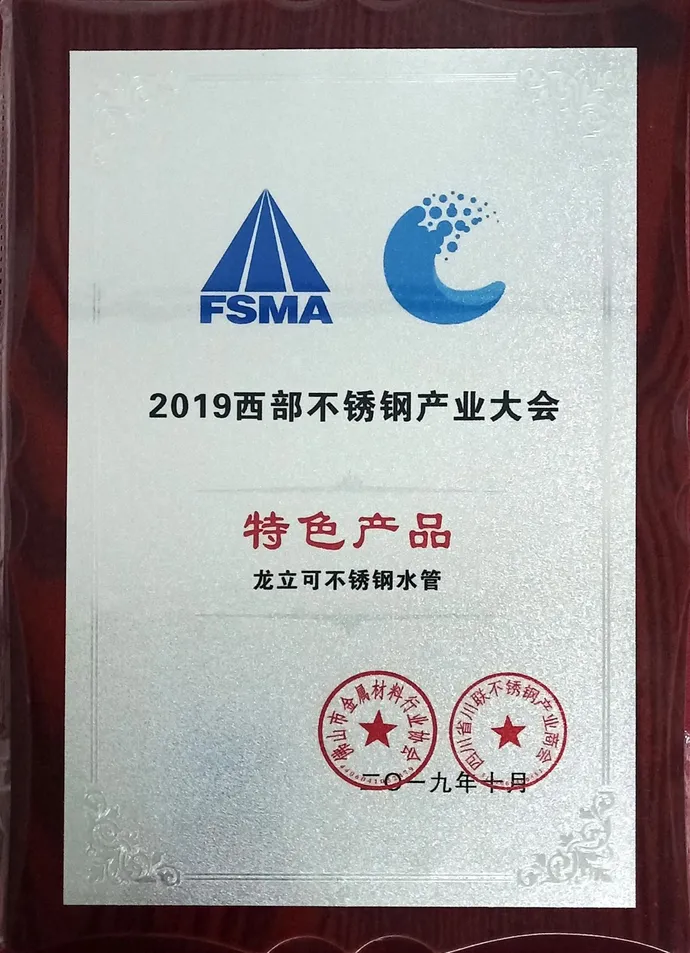 FSMA
2019西部不锈钢产业大会
特色产品
龙立可不锈钢水管
佛山市金属材料行业协会
四川省川联不锈钢产业商会
二〇一九年十月